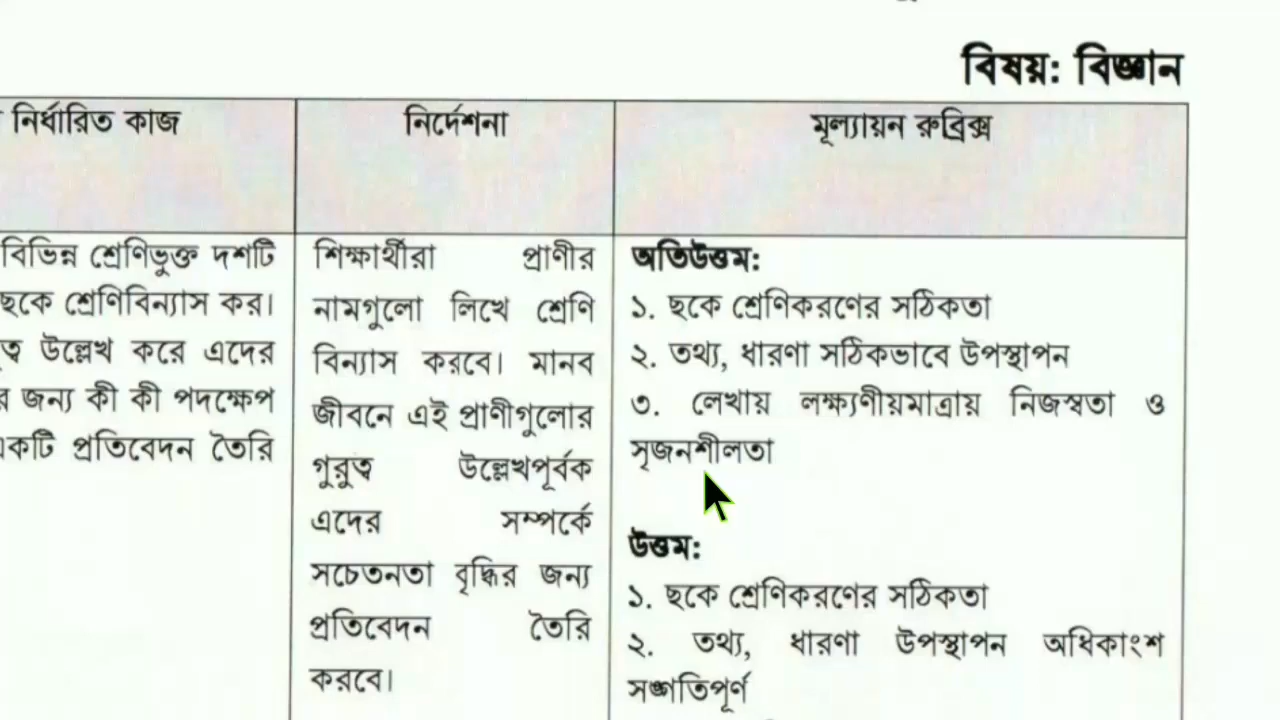 বিষয়: বিজ্ঞান
নির্ধারিত কাজ
নির্দেশনা
মূল্যায়ন রুব্রিক্স
বিভিন্ন শ্রেণিভুক্ত দশটি
ছকে শ্রেণিবিন্যাস কর।
উল্লেখ করে এদের
জন্য কী কী পদক্ষেপ
একটি প্রতিবেদন তৈরি
শিক্ষার্থীরা প্রাণীর
নামগুলো লিখে শ্রেণি
বিন্যাস করবে। মানব
জীবনে এই প্রাণীগুলোর
গুরুত্ব উল্লেখপূর্বক
এদের সম্পর্কে
সচেতনতা বৃদ্ধির জন্য
প্রতিবেদন তৈরি
করবে।
অতিউত্তম:
১. ছকে শ্রেণিকরণের সঠিকতা
২. তথ্য, ধারণা সঠিকভাবে উপস্থাপন
৩. লেখায় লক্ষ্যণীয়মাত্রায় নিজস্বতা ও
সৃজনশীলতা
উত্তম:
১. ছকে শ্রেণিকরণের সঠিকতা
২. তথ্য, ধারণা উপস্থাপন অধিকাংশ
সঙ্গতিপূর্ণ